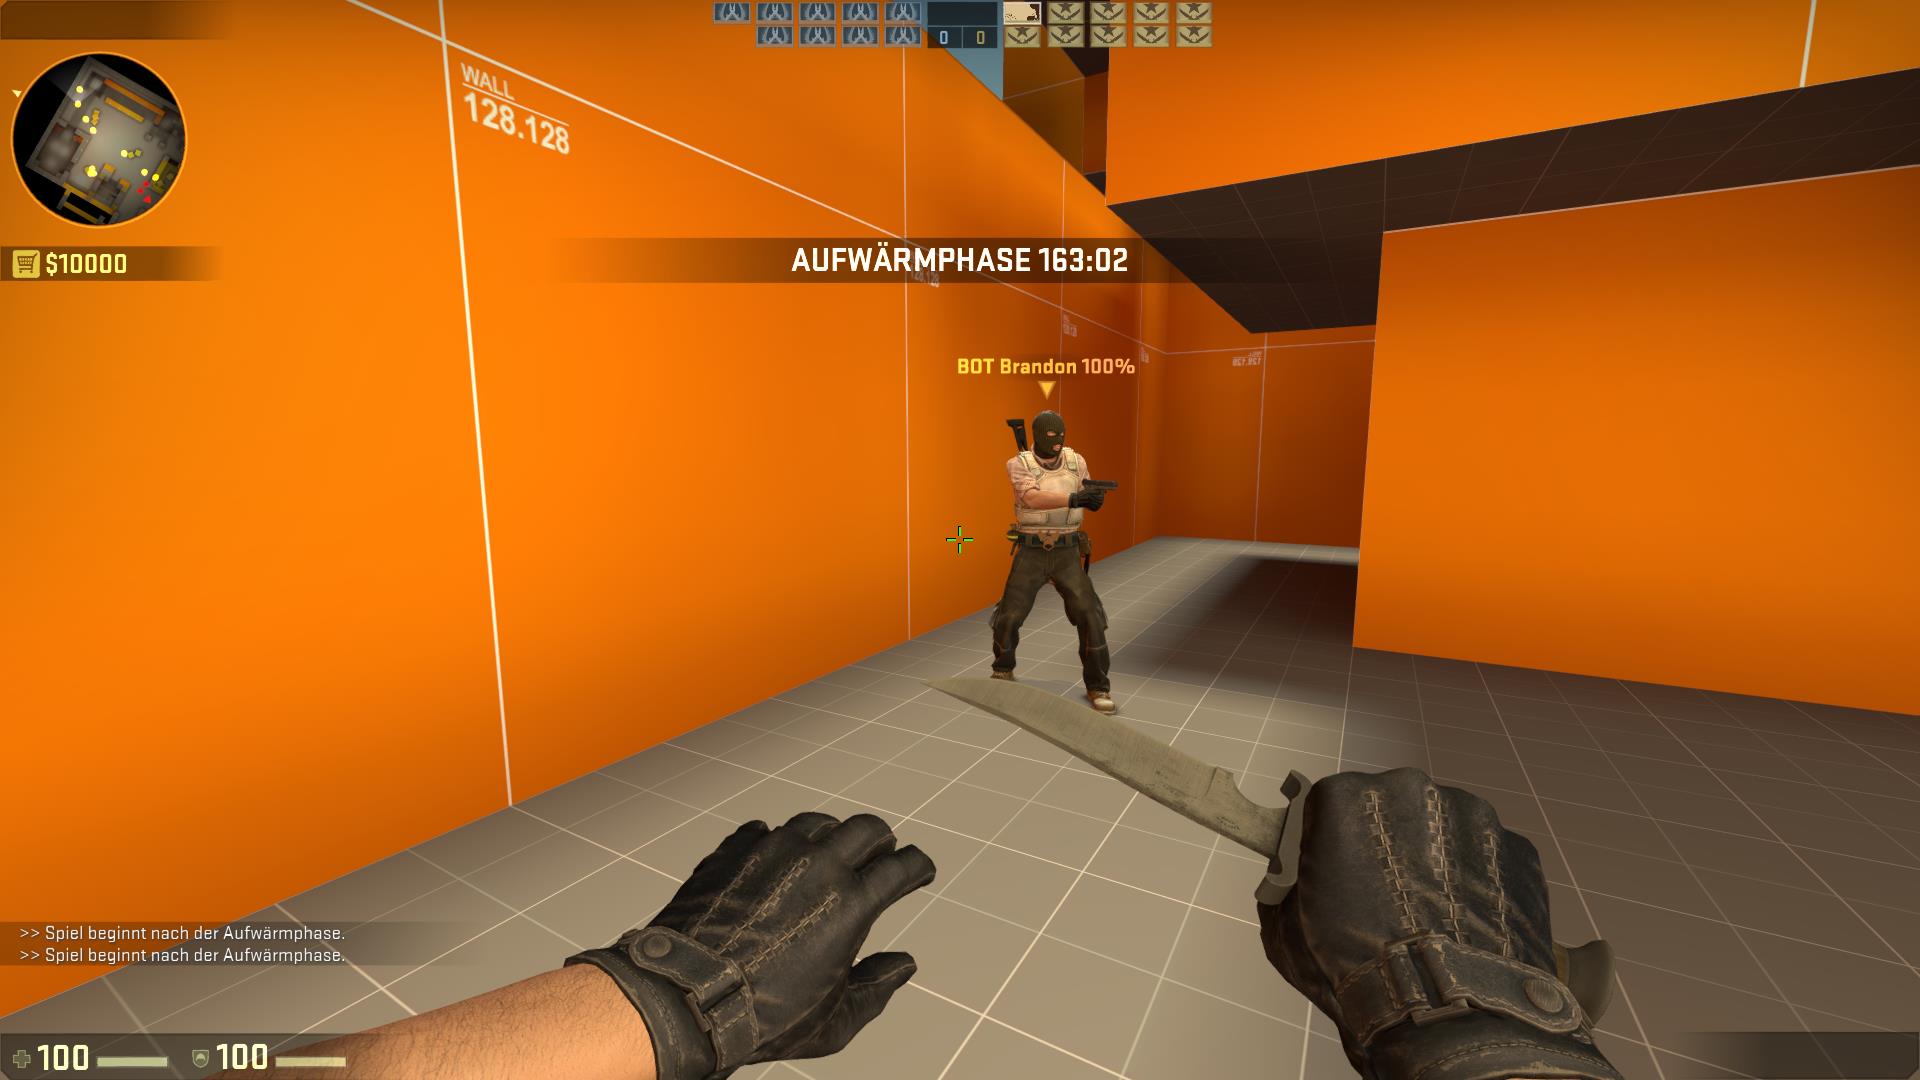 0 0
WALL
128.128
$10000
AUFWÄRMPHASE 163:02
BOT Brandon 100%
>> Spiel beginnt nach der Aufwärmphase.
>> Spiel beginnt nach der Aufwärmphase.
100 100